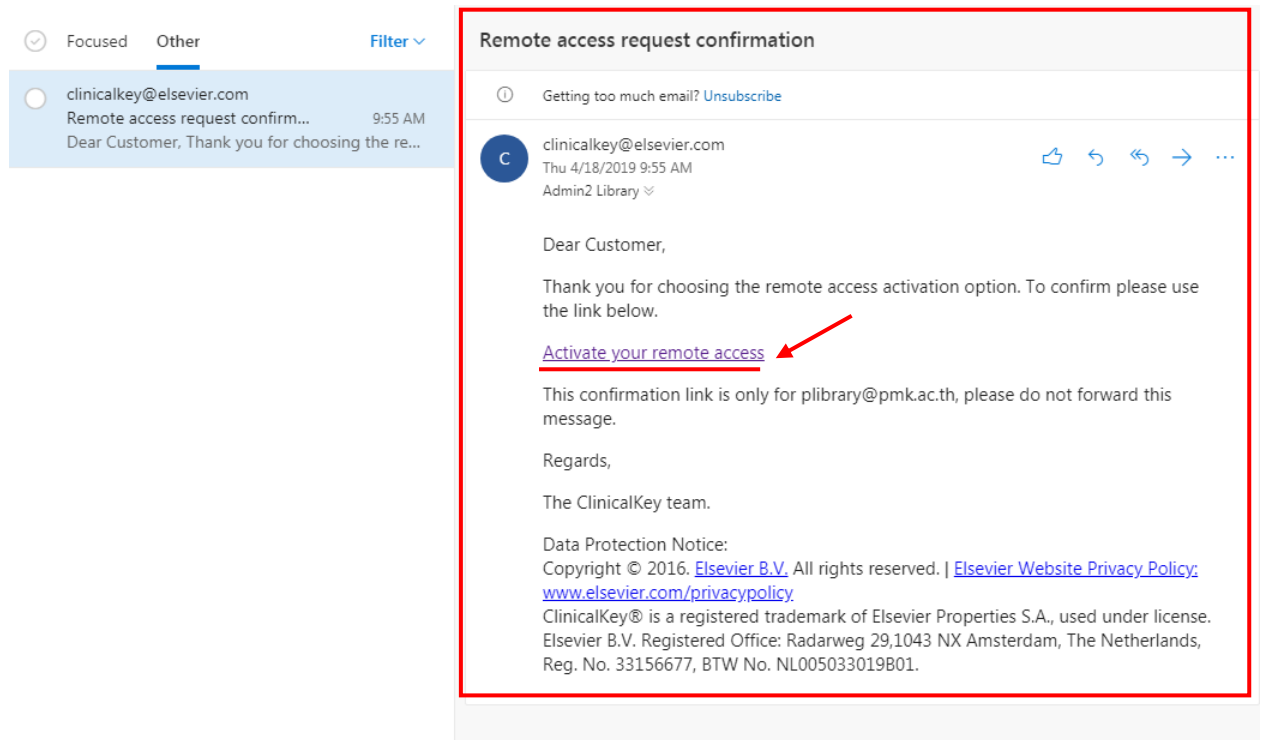 Focused Other Filter
clinicalkey@elsevier.com
Remote access request confirm... 9:55 AM
Dear Customer, Thank you for choosing the re...
Remote access request confirmation
Getting too much email? Unsubscribe
C
clinicalkey@elsevier.com
Thu 4/18/2019 9:55 AM
Admin2 Library
Dear Customer,
Thank you for choosing the remote access activation option. To confirm please use
the link below.
Activate your remote access
This confirmation link is only for plibrary@pmk.ac.th, please do not forward this
message.
Regards,
The ClinicalKey team.
Data Protection Notice:
Copyright © 2016. Elsevier B.V. All rights reserved. | Elsevier Website Privacy Policy:
www.elsevier.com/privacypolicy
ClinicalKey® is a registered trademark of Elsevier Properties S.A., used under license.
Elsevier B.V. Registered Office: Radarweg 29,1043 NX Amsterdam, The Netherlands,
Reg. No. 33156677, BTW No. NL005033019B01.